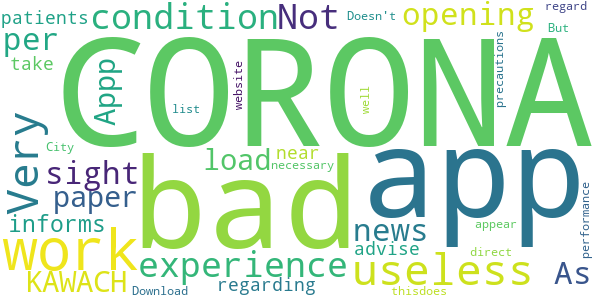 patients condition Not opening regard
per Doesn't But
take Appp CORONA website list well precautions
Very City sight bad load near necessary app
paper
informs news appear performance
work experience advise direct
KAWACH regarding useless As
Download thisdoes